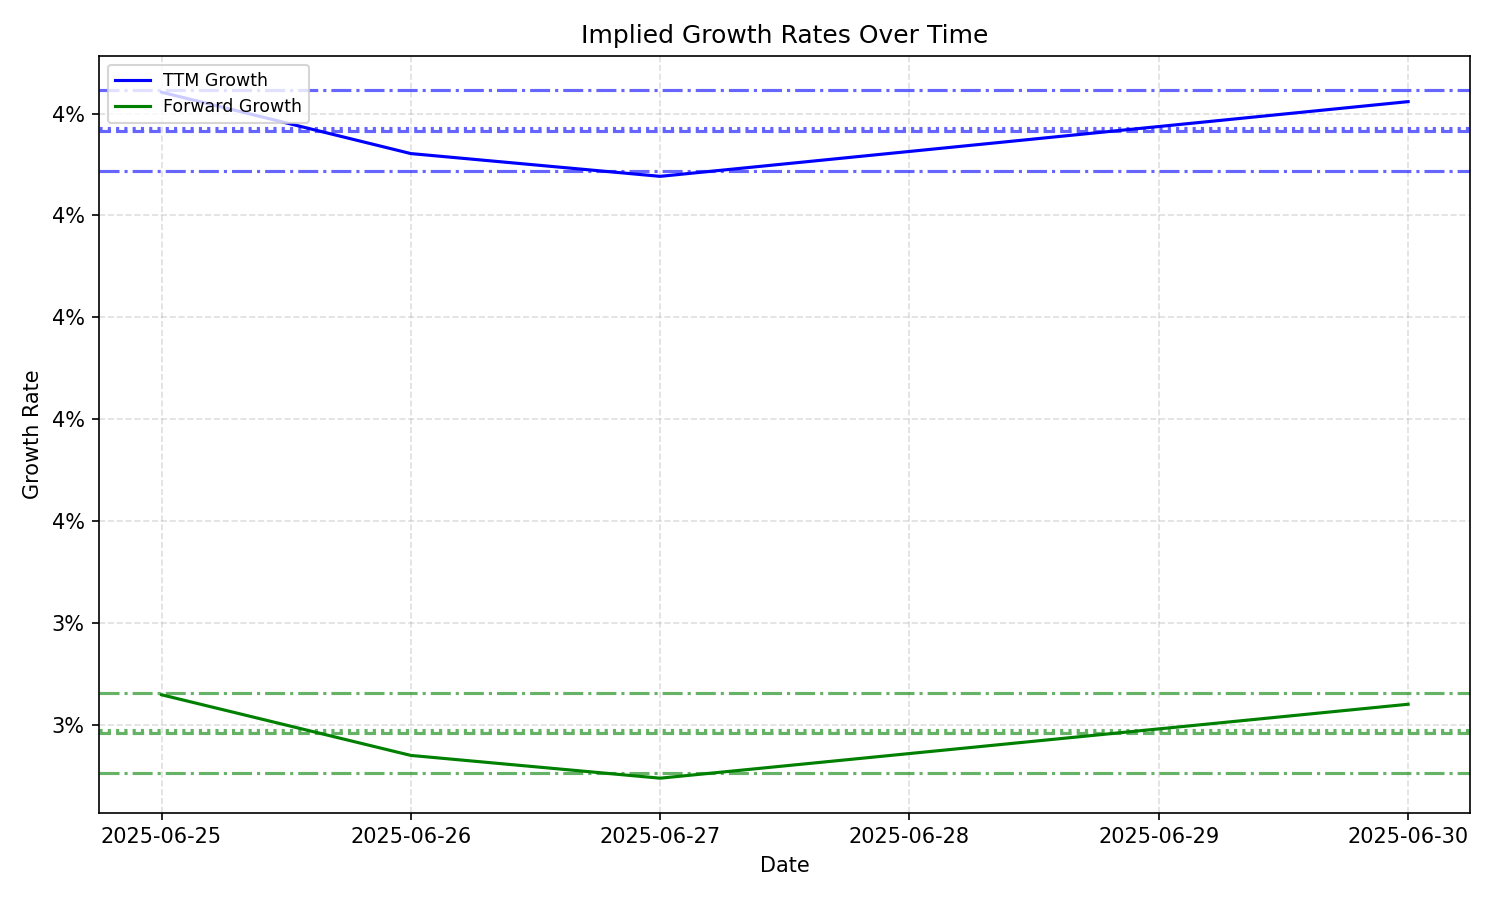 Implied Growth Rates Over Time
TTM Growth
Forward Growth
4%
4%
4%
4%
4%
3%
3%
Growth Rate
2025-06-25
2025-06-26
2025-06-27
2025-06-28
2025-06-29
2025-06-30
Date